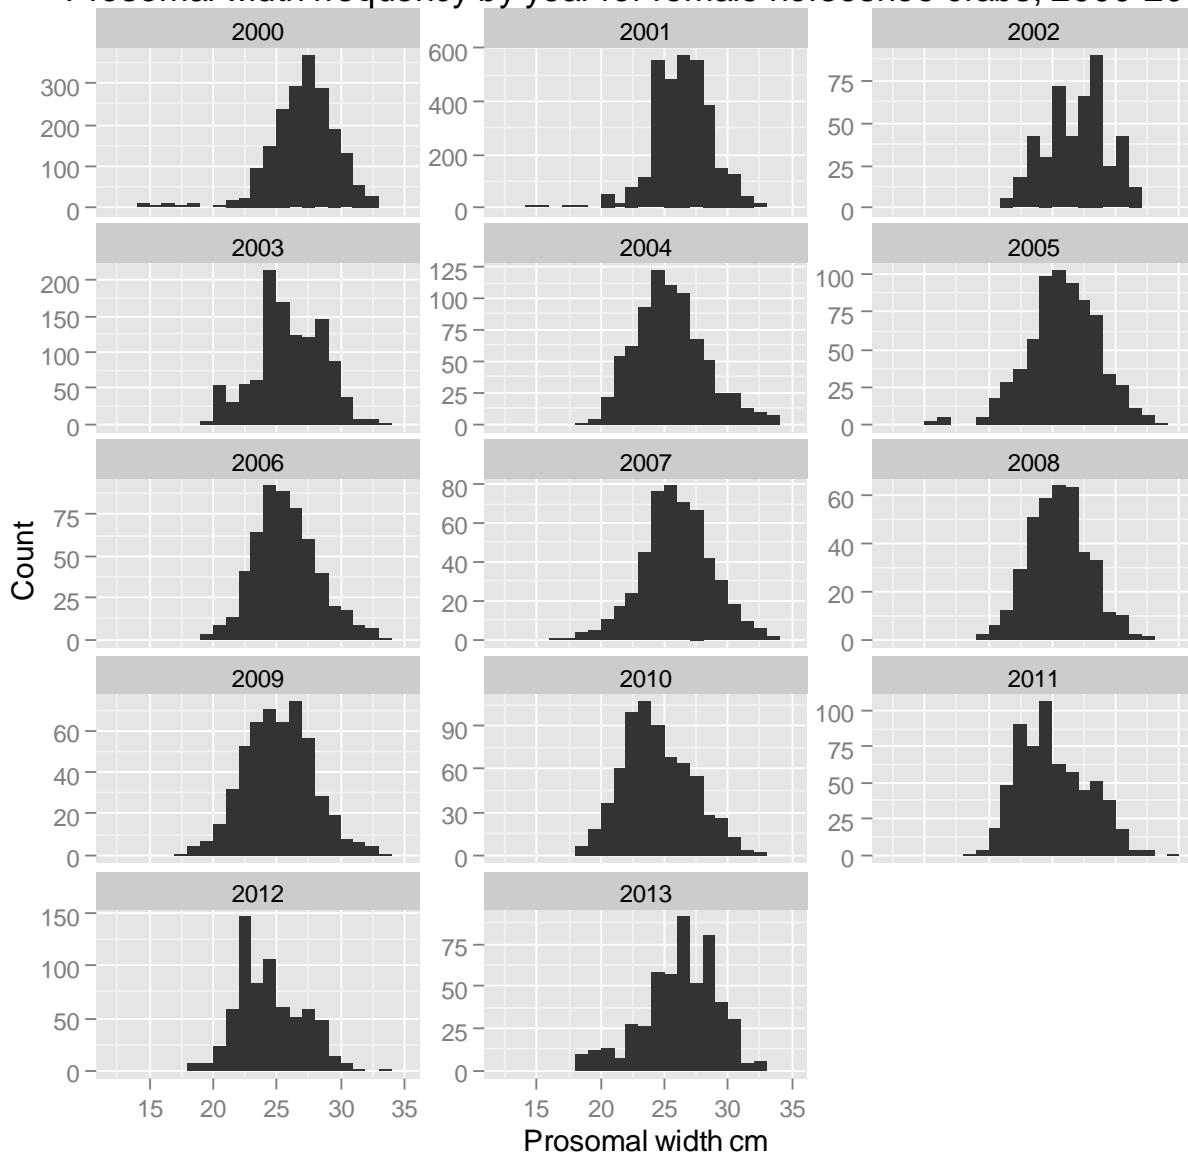 Prosomal width frequency by year for female horseshoe crabs, 2000-20
2000 2001 2002
300 200 100 0
600 400 200 0
75 50 25 0
2003 2004 2005
200 150 100 50 0
125 100 75 50 25 0
100 75 50 25 0
2006 2007 2008
75 50 25 0
80 60 40 20 0
60 40 20 0
Count
2009 2010 2011
60 40 20 0
90 60 30 0
100 75 50 25 0
2012 2013
150 100 50 0
75 50 25 0
15 20 25 30 35
15 20 25 30 35
Prosomal width cm